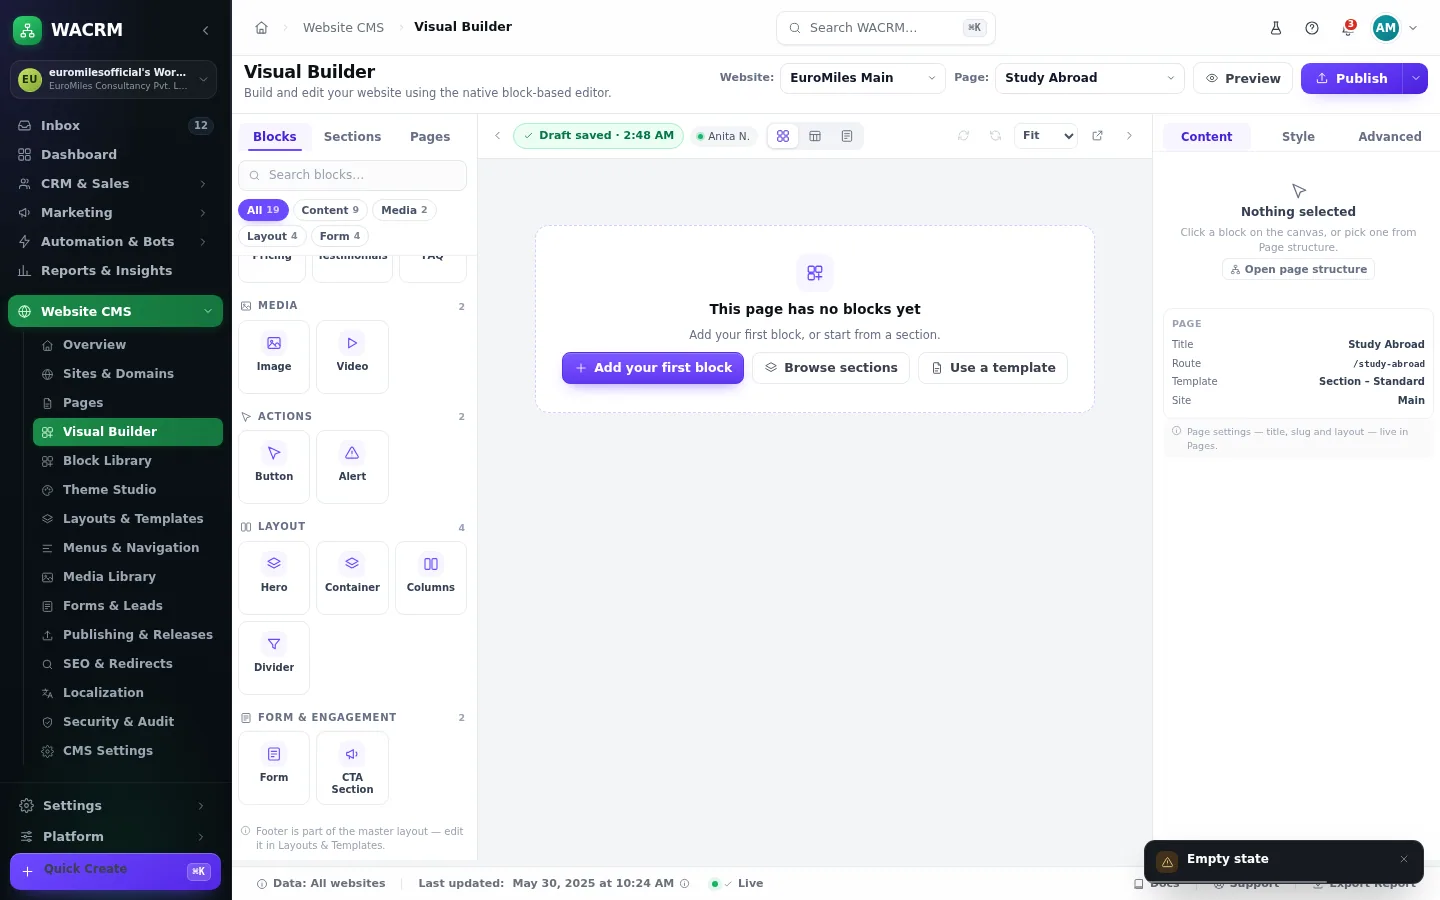 WACRM
EU
euromilesofficial's Wor...
EuroMiles Consultancy Pvt. L...
Inbox 12
Dashboard
CRM & Sales
Marketing
Automation & Bots
Reports & Insights
Website CMS
Overview
Sites & Domains
Pages
Visual Builder
Block Library
Theme Studio
Layouts & Templates
Menus & Navigation
Media Library
Forms & Leads
Publishing & Releases
SEO & Redirects
Localization
Security & Audit
CMS Settings
Settings
Platform
Quick Create ⌘K
Website CMS Visual Builder
Search WACRM... ⌘K
3
AM
Visual Builder
Build and edit your website using the native block-based editor.
Website: EuroMiles Main Page: Study Abroad Preview Publish
Blocks Sections Pages
Search blocks...
All 19 Content 9 Media 2
Layout 4 Form 4
Pricing Testimonials FAQ
MEDIA 2
Image Video
ACTIONS 2
Button Alert
LAYOUT 4
Hero Container Columns
Divider
FORM & ENGAGEMENT 2
Form CTA
Section
Footer is part of the master layout — edit
it in Layouts & Templates.
Draft saved · 2:48 AM Anita N. Fit
This page has no blocks yet
Add your first block, or start from a section.
Add your first block Browse sections Use a template
Content Style Advanced
Nothing selected
Click a block on the canvas, or pick one from
Page structure.
Open page structure
PAGE
Title Study Abroad
Route /study-abroad
Template Section – Standard
Site Main
Page settings — title, slug and layout — live in
Pages.
Empty state
Data: All websites Last updated: May 30, 2025 at 10:24 AM Live
Docs Support Export Report